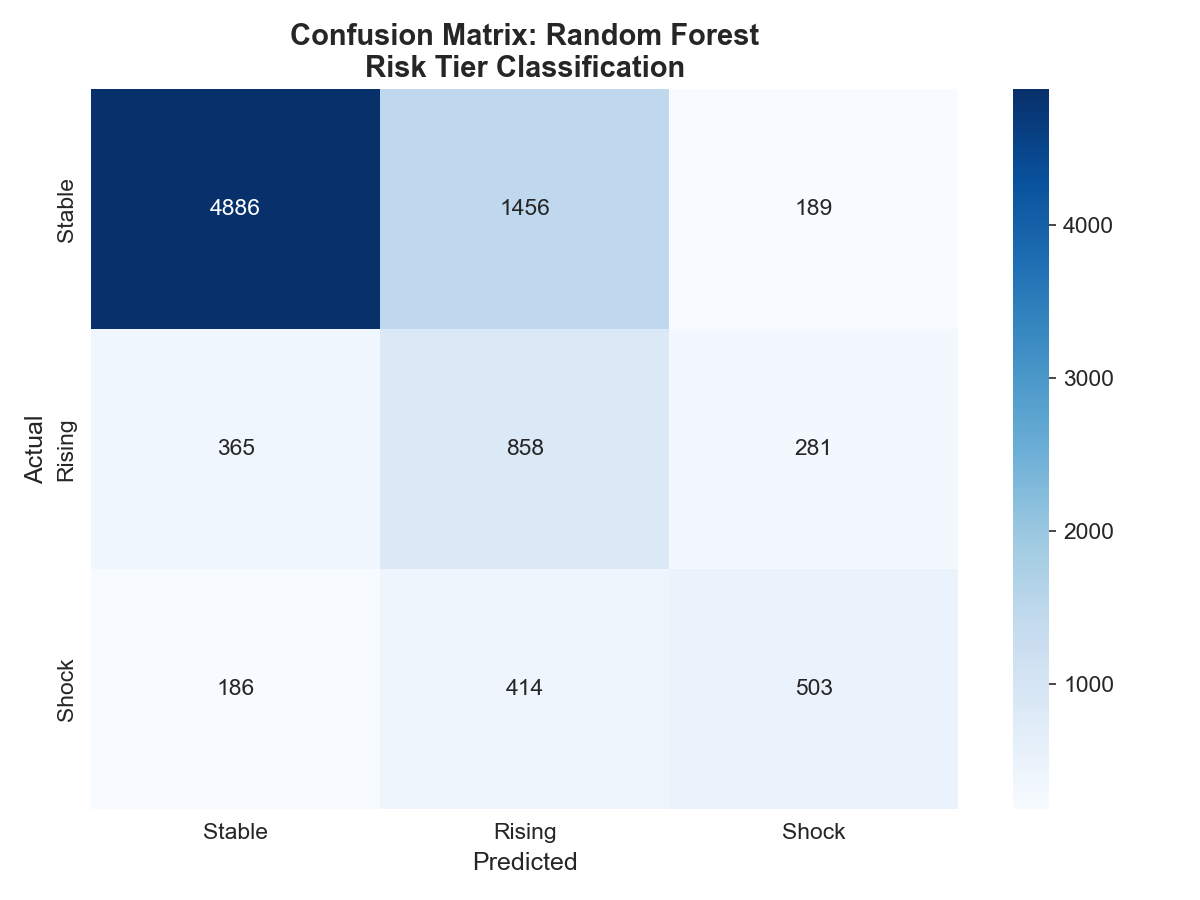 Confusion Matrix: Random Forest
Risk Tier Classification
Actual
Stable
4886 1456 189
Rising
365 858 281
Shock
186 414 503
Stable Rising Shock
Predicted
4000
3000
2000
1000